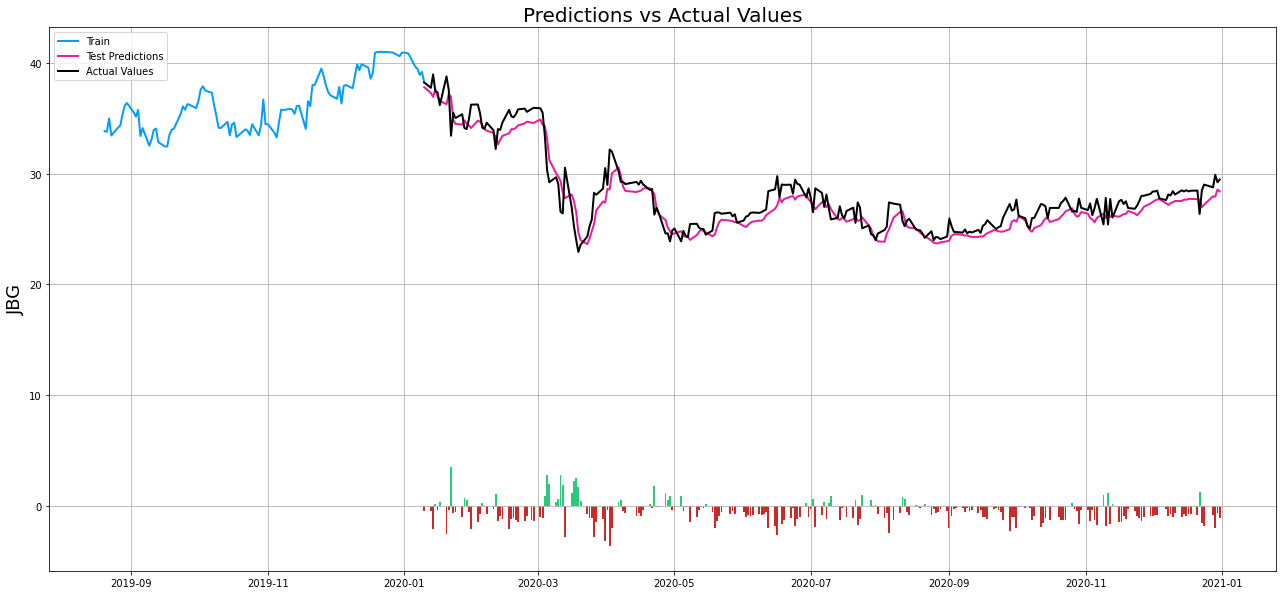 Predictions vs Actual Values
Train
Test Predictions
Actual Values
JBG
40
30
20
10
0
2019-09 2019-11 2020-01 2020-03 2020-05 2020-07 2020-09 2020-11 2021-01